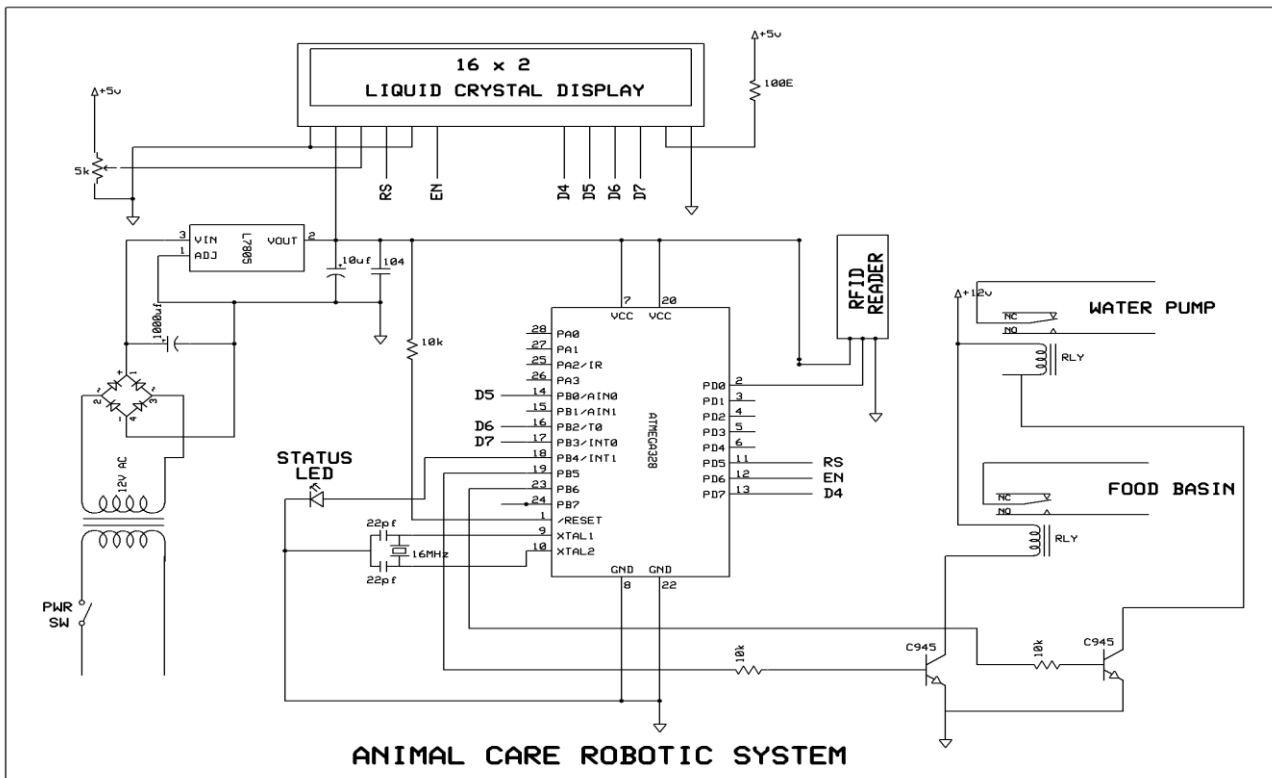 16 x 2
LIQUID CRYSTAL DISPLAY
+5v
100E
+5v
5k
RS
EN
D4
D5
D6
D7
3
VIN
VOUT
2
1
ADJ
L7805
10uf
104
1000uf
10k
RFID
READER
+12v
NC
NO
WATER PUMP
RLY
7
VCC
20
VCC
28
PA0
27
PA1
25
PA2/IR
26
PA3
D5
14
PB0/AIN0
15
PB1/AIN1
D6
16
PB2/T0
D7
17
PB3/INT0
18
PB4/INT1
19
PB5
23
PB6
24
PB7
1
/RESET
9
XTAL1
10
XTAL2
ATMEGA328
PD0
2
PD1
3
PD2
4
PD3
5
PD4
6
PD5
11
RS
PD6
12
EN
PD7
13
D4
GND
8
GND
22
+
1
~
2
~
3
-
4
12V AC
STATUS
LED
22pf
16MHz
22pf
PWR
SW
NC
NO
FOOD BASIN
RLY
10k
C945
10k
C945
ANIMAL CARE ROBOTIC SYSTEM